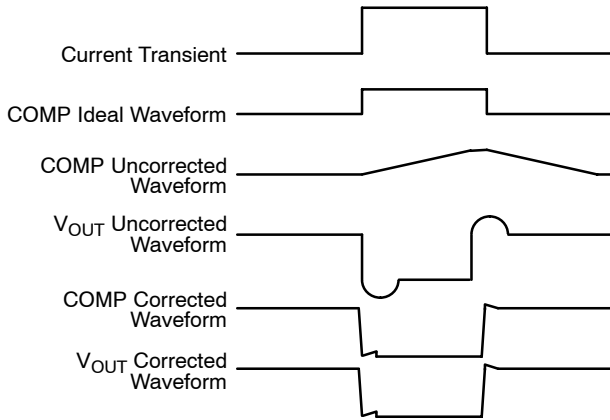 Current Transient
COMP Ideal Waveform
COMP Uncorrected
Waveform
VOUT Uncorrected
Waveform
COMP Corrected
Waveform
VOUT Corrected
Waveform